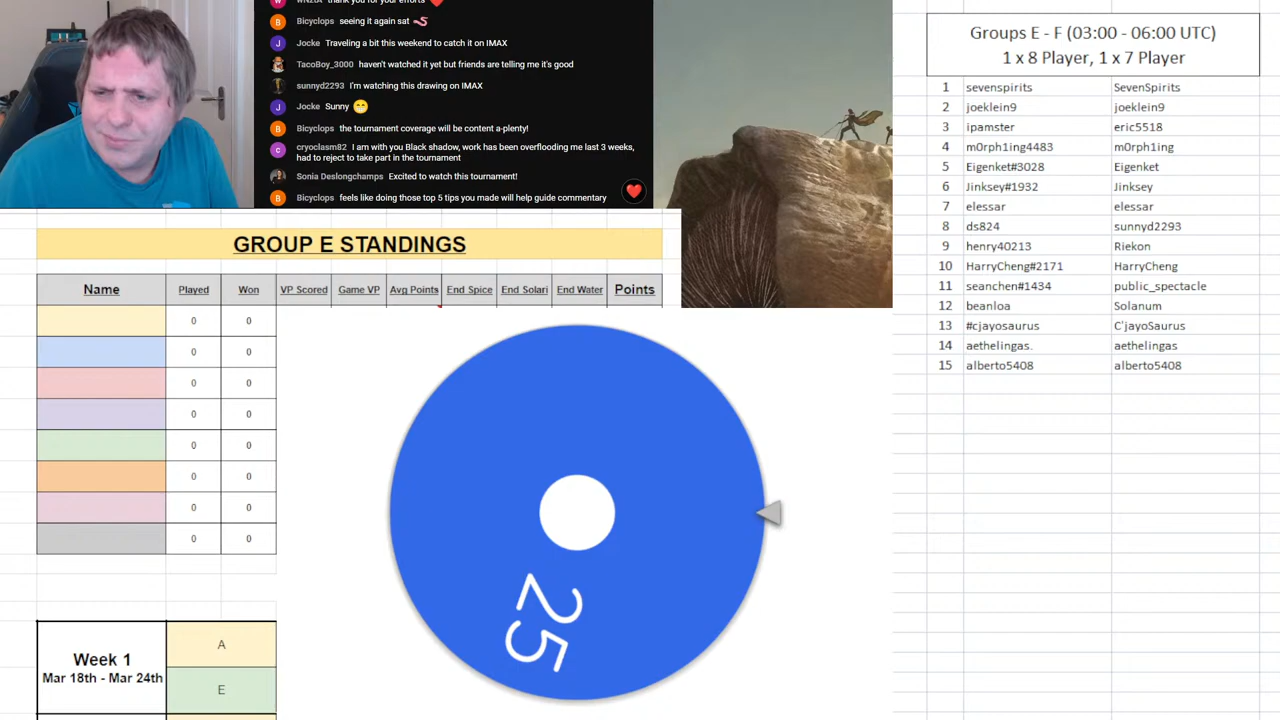 thank you for your efforts ❤️
Bicyclops seeing it again sat
Jocke Traveling a bit this weekend to catch it on IMAX
TacoBoy_3000 haven't watched it yet but friends are telling me it's good
sunnyd2293 I'm watching this drawing on IMAX
Jocke Sunny 😁
Bicyclops the tournament coverage will be content a-plenty!
cryoclasm82 I am with you Black shadow, work has been overflooding me last 3 weeks,
had to reject to take part in the tournament
Sonia Deslongchamps Excited to watch this tournament!
Bicyclops feels like doing those top 5 tips you made will help guide commentary
GROUP E STANDINGS
Name Played Won VP Scored Game VP Avg Points End Spice End Solari End Water Points
0 0
0 0
0 0
0 0
0 0
0 0
0 0
0 0
Week 1
Mar 18th - Mar 24th
A
E
25
Groups E - F (03:00 - 06:00 UTC)
1 x 8 Player, 1 x 7 Player
1 sevenspirits SevenSpirits
2 joeklein9 joeklein9
3 ipamster eric5518
4 m0rph1ing4483 m0rph1ing
5 Eigenket#3028 Eigenket
6 Jinksey#1932 Jinksey
7 elessar elessar
8 ds824 sunnyd2293
9 henry40213 Riekon
10 HarryCheng#2171 HarryCheng
11 seanchen#1434 public_spectacle
12 beanloa Solanum
13 #cjayosaurus C'jayoSaurus
14 aethelingas. aethelingas
15 alberto5408 alberto5408